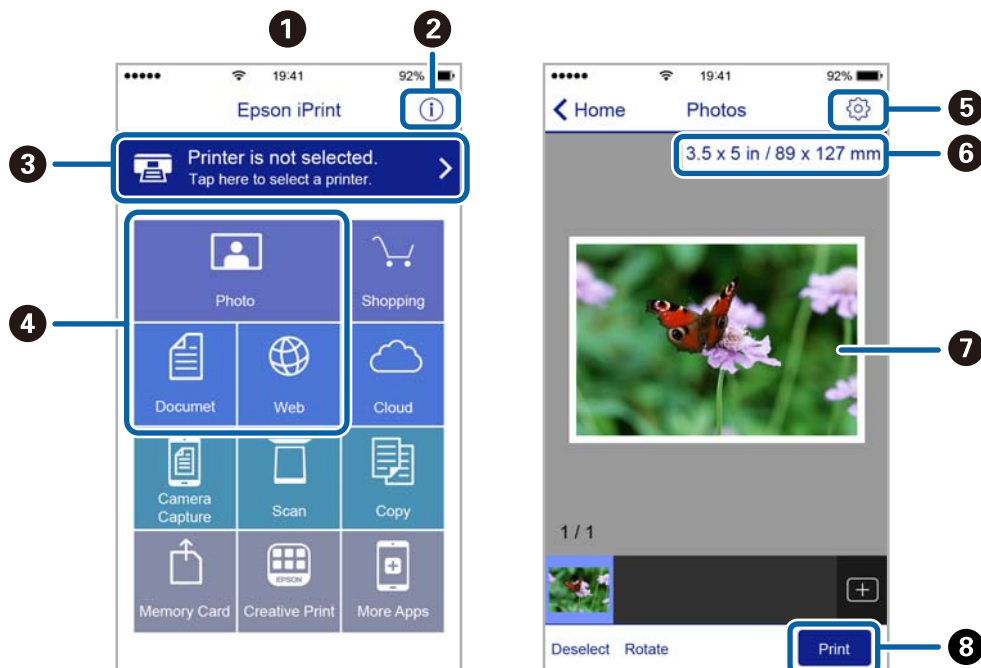 1
2
19:41
92%
Epson iPrint
3
Printer is not selected.
Tap here to select a printer.
4
Photo
Shopping
Documet
Web
Cloud
Camera
Capture
Scan
Copy
EPSON
Memory Card
Creative Print
More Apps
19:41
92%
Home
Photos
5
3.5 x 5 in / 89 x 127 mm
6
7
1 / 1
Deselect
Rotate
Print
8